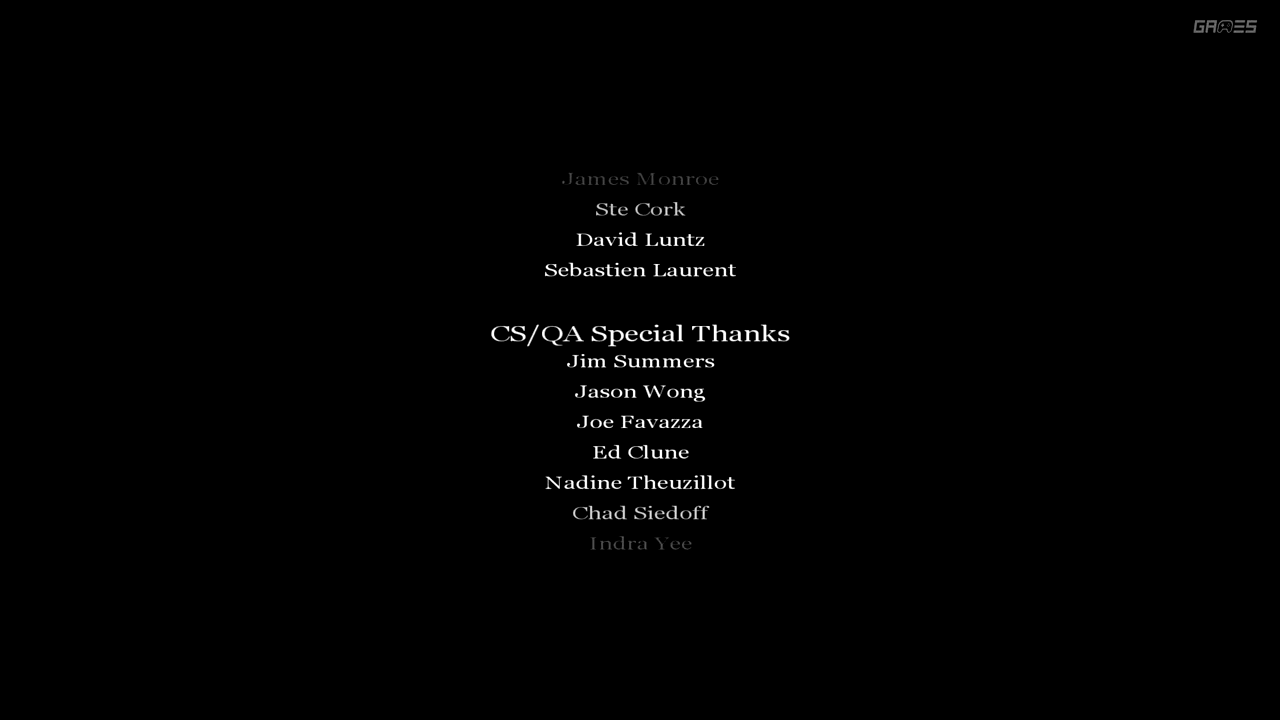 GAMES
James Monroe
Ste Cork
David Luntz
Sebastien Laurent
CS/QA Special Thanks
Jim Summers
Jason Wong
Joe Favazza
Ed Clune
Nadine Theuzillot
Chad Siedoff
Indra Yee